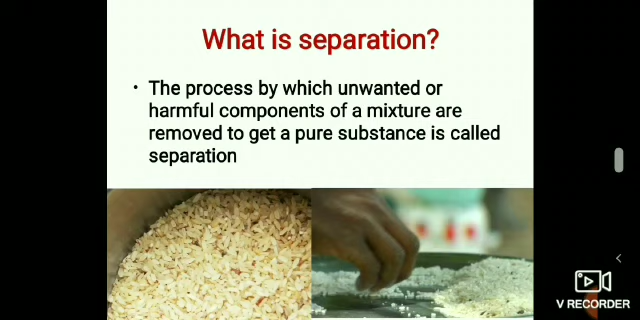 What is separation?
• The process by which unwanted or
harmful components of a mixture are
removed to get a pure substance is called
separation
V RECORDER